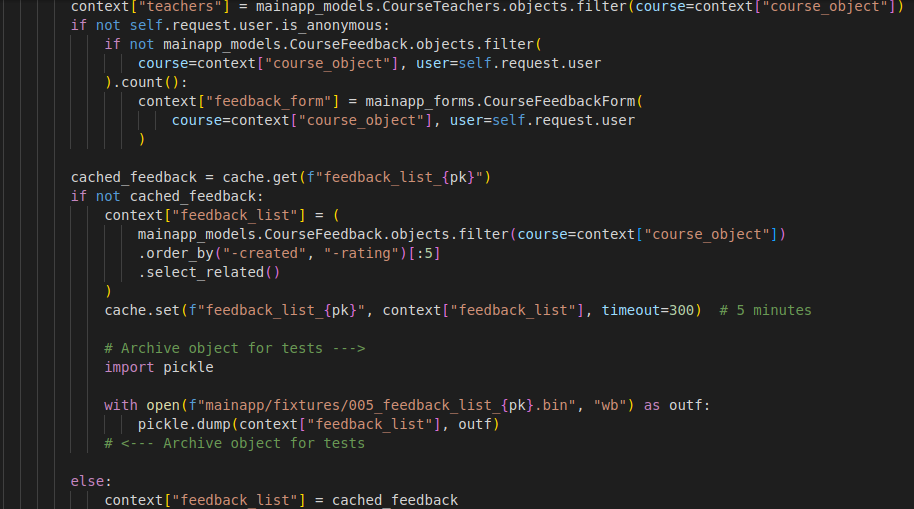 context["teachers"] = mainapp_models.CourseTeachers.objects.filter(course=context["course_object"])
if not self.request.user.is_anonymous:
    if not mainapp_models.CourseFeedback.objects.filter(
        course=context["course_object"], user=self.request.user
    ).count():
        context["feedback_form"] = mainapp_forms.CourseFeedbackForm(
            course=context["course_object"], user=self.request.user
        )

cached_feedback = cache.get(f"feedback_list_{pk}")
if not cached_feedback:
    context["feedback_list"] = (
        mainapp_models.CourseFeedback.objects.filter(course=context["course_object"])
        .order_by("-created", "-rating")[:5]
        .select_related()
    )
    cache.set(f"feedback_list_{pk}", context["feedback_list"], timeout=300)  # 5 minutes

    # Archive object for tests --->
    import pickle

    with open(f"mainapp/fixtures/005_feedback_list_{pk}.bin", "wb") as outf:
        pickle.dump(context["feedback_list"], outf)
    # <--- Archive object for tests

else:
    context["feedback_list"] = cached_feedback